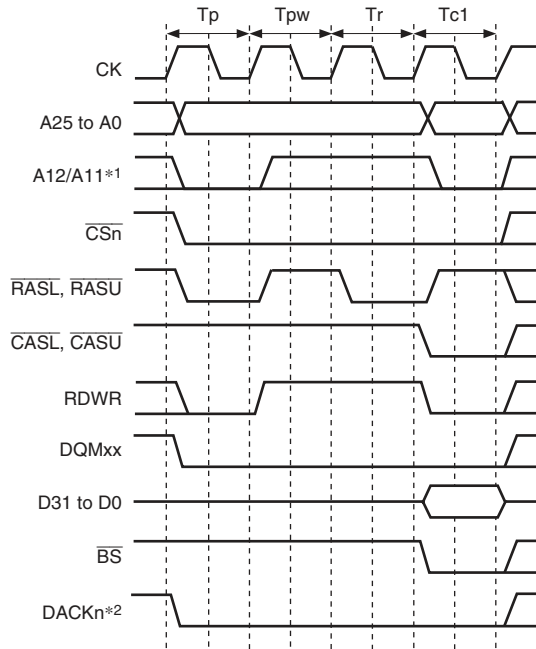 Tp Tpw Tr Tc1
CK
A25 to A0
A12/A11*1
CSn
RASL, RASU
CASL, CASU
RDWR
DQMxx
D31 to D0
BS
DACKn*2